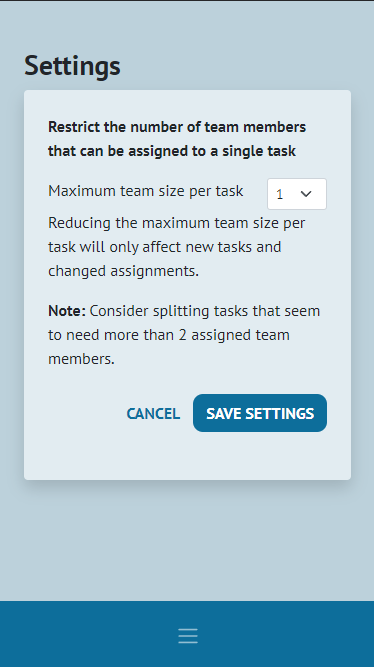 Settings
Restrict the number of team members
that can be assigned to a single task
Maximum team size per task 1
Reducing the maximum team size per
task will only affect new tasks and
changed assignments.
Note: Consider splitting tasks that seem
to need more than 2 assigned team
members.
CANCEL SAVE SETTINGS